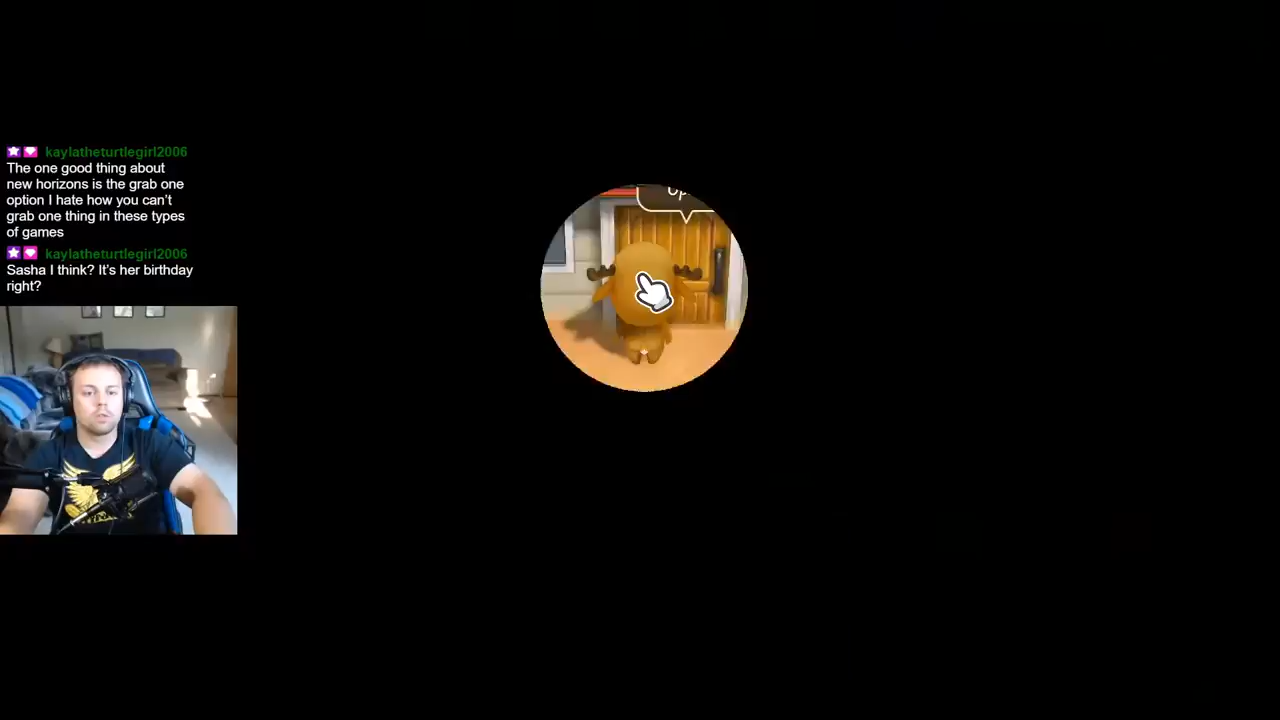 kaylatheturtlegirl2006
The one good thing about
new horizons is the grab one
option I hate how you can't
grab one thing in these types
of games
kaylatheturtlegirl2006
Sasha I think? It's her birthday
right?